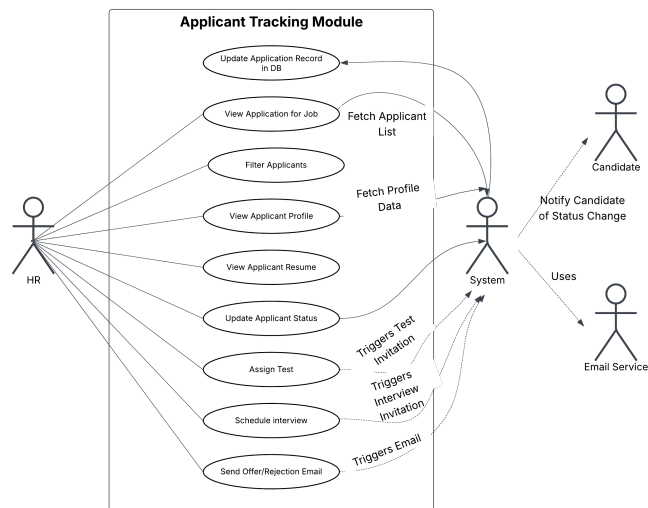 Applicant Tracking Module
Update Application Record
in DB
View Application for Job
Fetch Applicant
List
Filter Applicants
Fetch Profile
Data
View Applicant Profile
View Applicant Resume
Update Applicant Status
Triggers Test
Invitation
Assign Test
Triggers
Interview
Invitation
Schedule interview
Triggers Email
Send Offer/Rejection Email
HR
System
Candidate
Notify Candidate
of Status Change
Uses
Email Service